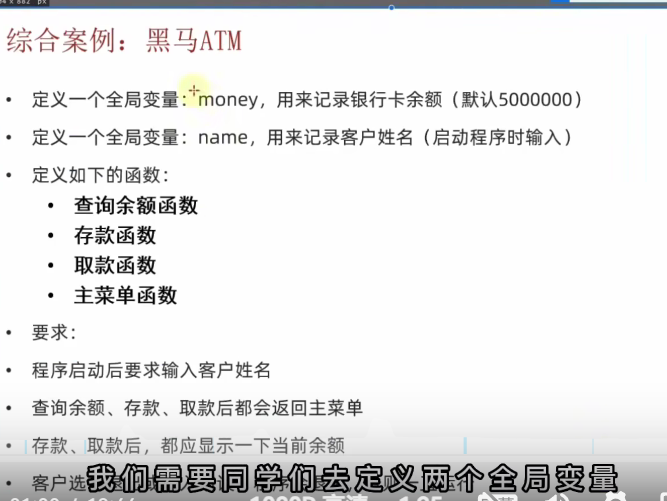 综合案例：黑马ATM
• 定义一个全局变量：money，用来记录银行卡余额（默认5000000）
• 定义一个全局变量：name，用来记录客户姓名（启动程序时输入）
• 定义如下的函数：
• 查询余额函数
• 存款函数
• 取款函数
• 主菜单函数
• 要求：
• 程序启动后要求输入客户姓名
• 查询余额、存款、取款后都会返回主菜单
• 存款、取款后，都应显示一下当前余额
• 客户选
我们需要同学们去定义两个全局变量